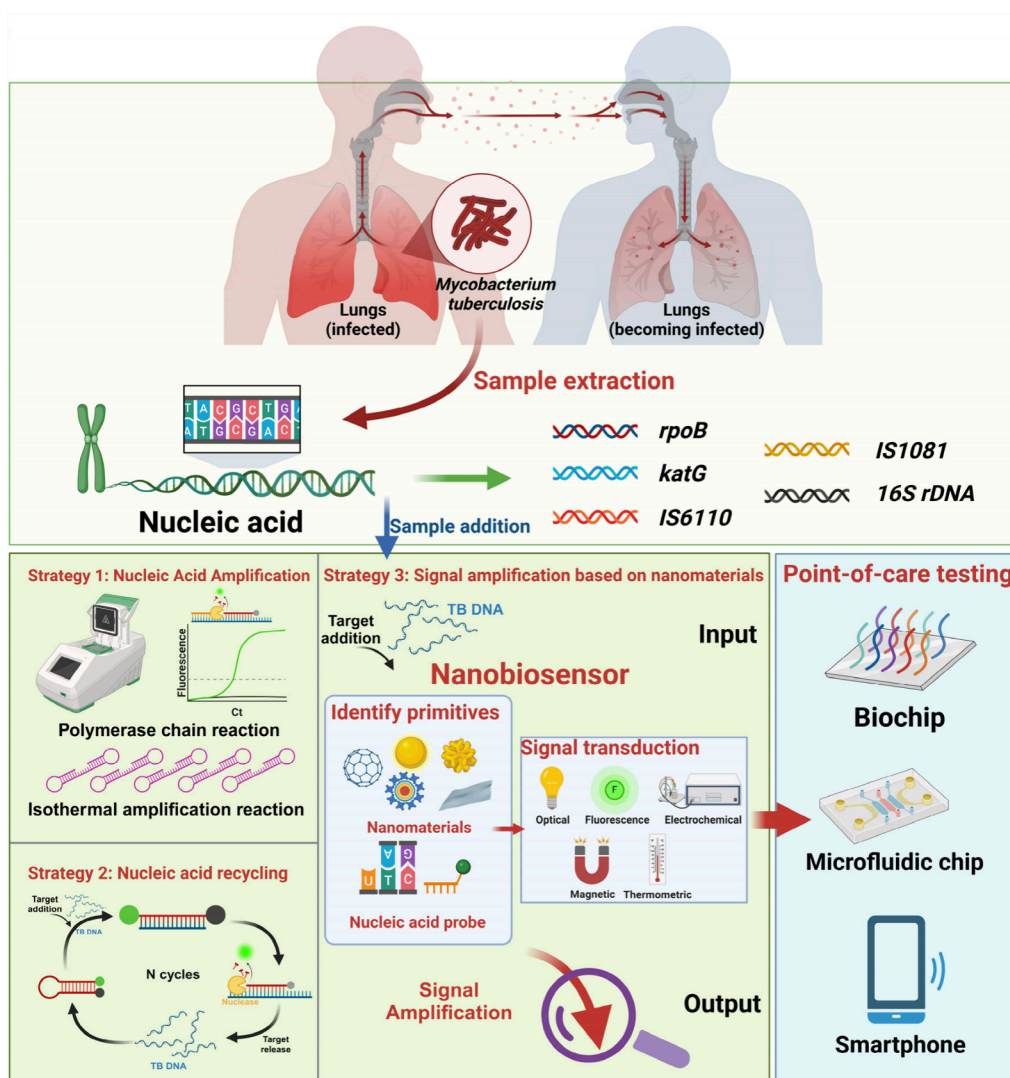 Lungs
(infected)
Mycobacterium
tuberculosis
Lungs
(becoming infected)
Sample extraction
TACGCTGA
ATGCGACT
Nucleic acid
rpoB
katG
IS6110
IS1081
16S rDNA
Sample addition
Strategy 1: Nucleic Acid Amplification
Fluorescence
Ct
Polymerase chain reaction
Isothermal amplification reaction
Strategy 2: Nucleic acid recycling
Target
addition
TB DNA
N cycles
Nuclease
Target
release
TB DNA
Strategy 3: Signal amplification based on nanomaterials
Target
addition
TB DNA
Input
Nanobiosensor
Identify primitives
Nanomaterials
A G
U T C
Nucleic acid probe
Signal transduction
F
Optical
Fluorescence
Electrochemical
Magnetic
Thermometric
Signal
Amplification
Output
Point-of-care testing
Biochip
Microfluidic chip
Smartphone